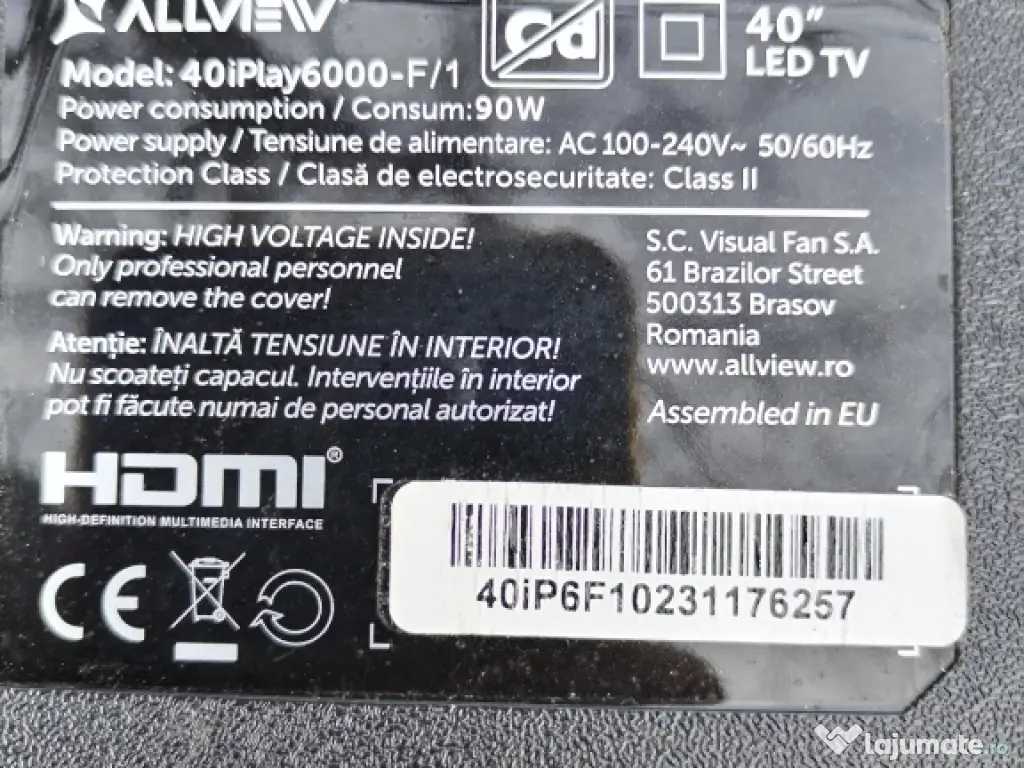 ALLVIEW
Cd
40"
LED TV
Model: 40iPlay6000-F/1
Power consumption / Consum:90W
Power supply / Tensiune de alimentare: AC 100-240V~ 50/60Hz
Protection Class / Clasă de electrosecuritate: Class II
Warning: HIGH VOLTAGE INSIDE!
Only professional personnel
can remove the cover!
Atenție: ÎNALTĂ TENSIUNE ÎN INTERIOR!
Nu scoateți capacul. Intervențiile în interior
pot fi făcute numai de personal autorizat!
S.C. Visual Fan S.A.
61 Brazilor Street
500313 Brasov
Romania
www.allview.ro
Assembled in EU
HDMI®
HIGH-DEFINITION MULTIMEDIA INTERFACE
CE
40iP6F10231176257
lajumate.ro